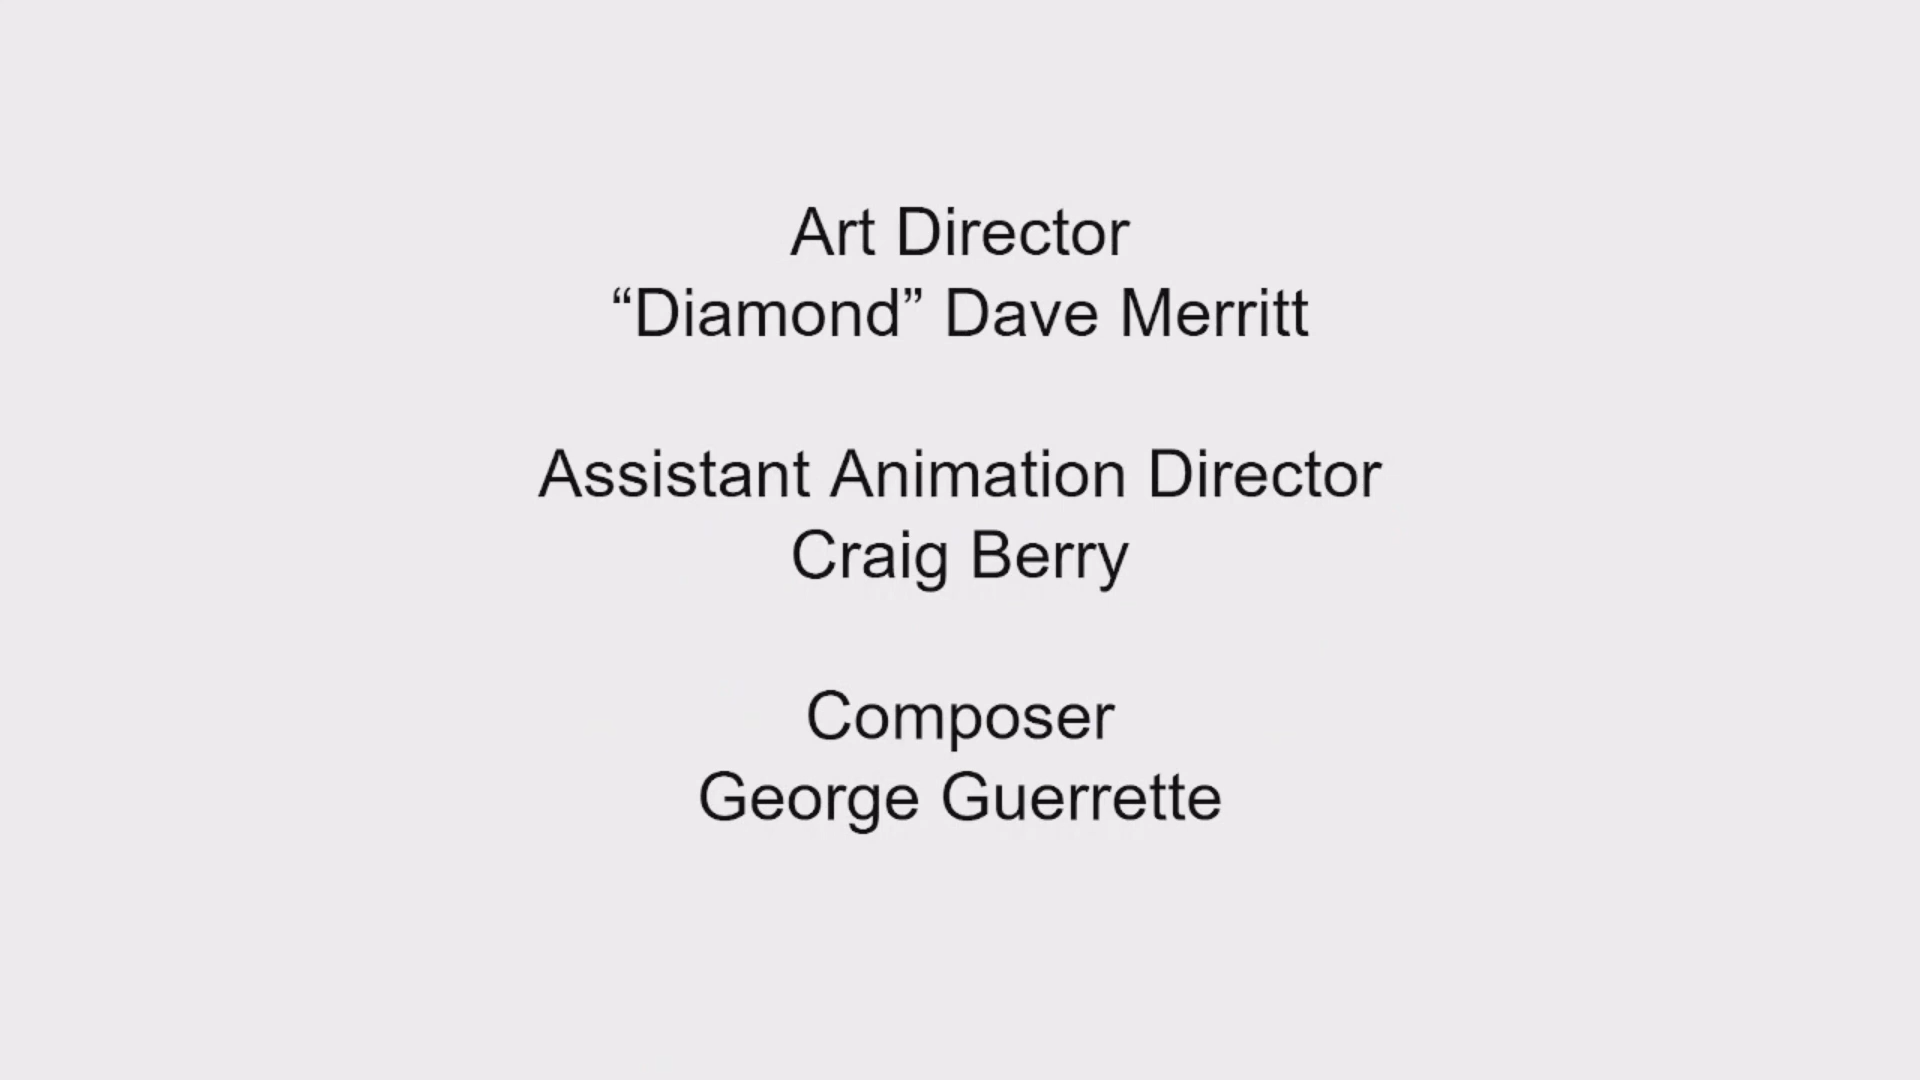 Art Director
“Diamond” Dave Merritt
Assistant Animation Director
Craig Berry
Composer
George Guerrette